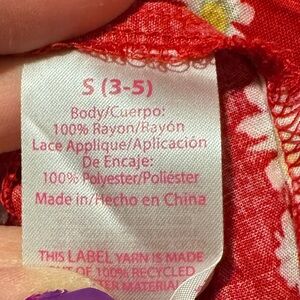 S (3-5)
Body/Cuerpo:
100% Rayon/Rayón
Lace Applique/Aplicación
De Encaje:
100% Polyester/Poliéster
Made in/Hecho en China
THIS LABEL YARN IS MADE
OF 100% RECYCLED
MATERIAL